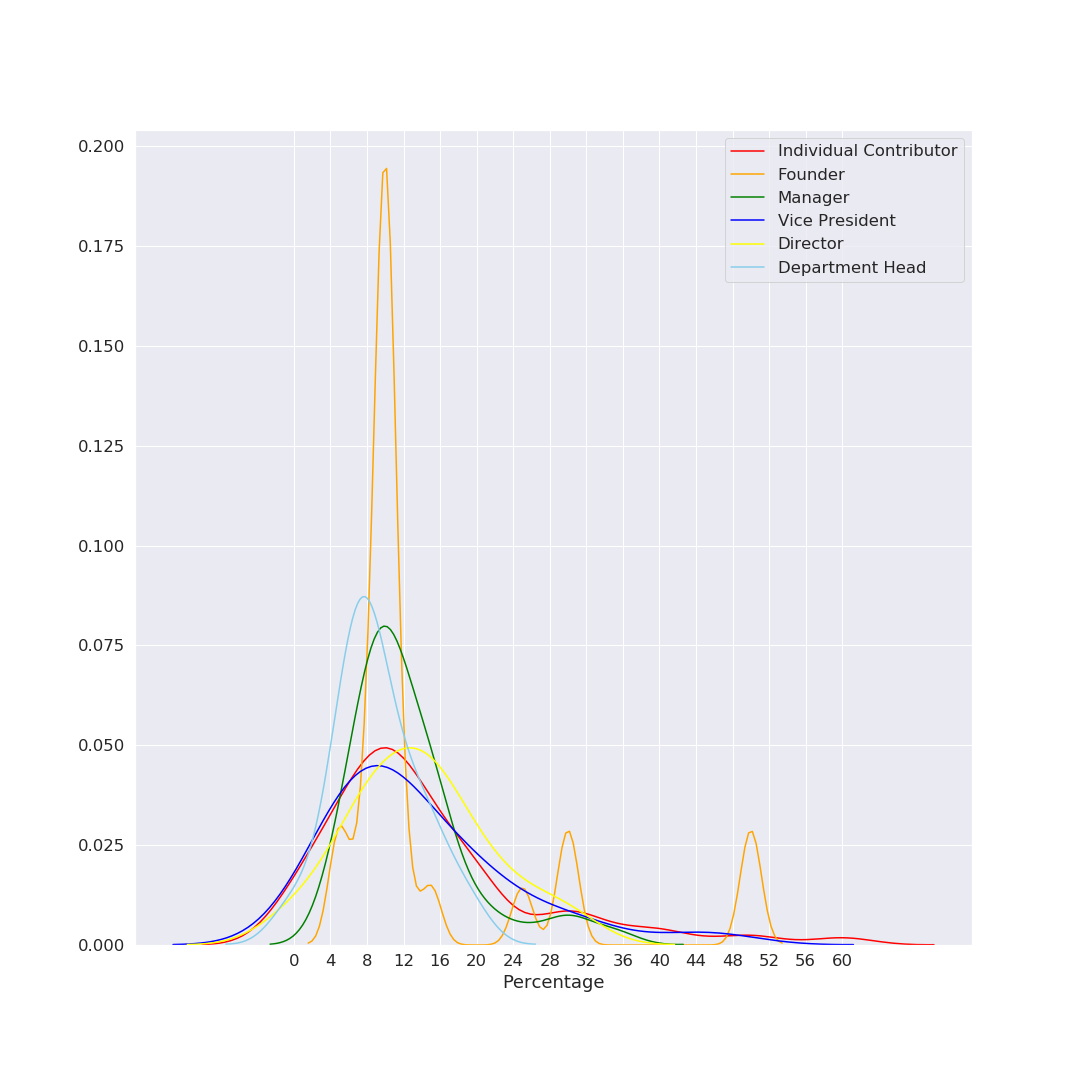 0.200
0.175
0.150
0.125
0.100
0.075
0.050
0.025
0.000
Individual Contributor
Founder
Manager
Vice President
Director
Department Head
0 4 8 12 16 20 24 28 32 36 40 44 48 52 56 60
Percentage